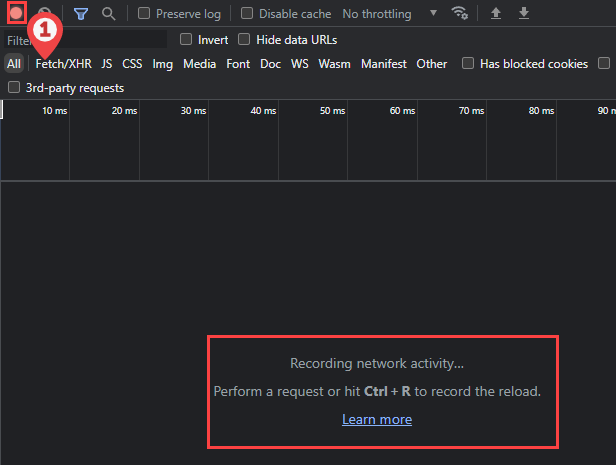 Preserve log Disable cache No throttling
Filter Invert Hide data URLs
1
All Fetch/XHR JS CSS Img Media Font Doc WS Wasm Manifest Other Has blocked cookies
3rd-party requests
10 ms 20 ms 30 ms 40 ms 50 ms 60 ms 70 ms 80 ms 90 m
Recording network activity...
Perform a request or hit Ctrl + R to record the reload.
Learn more